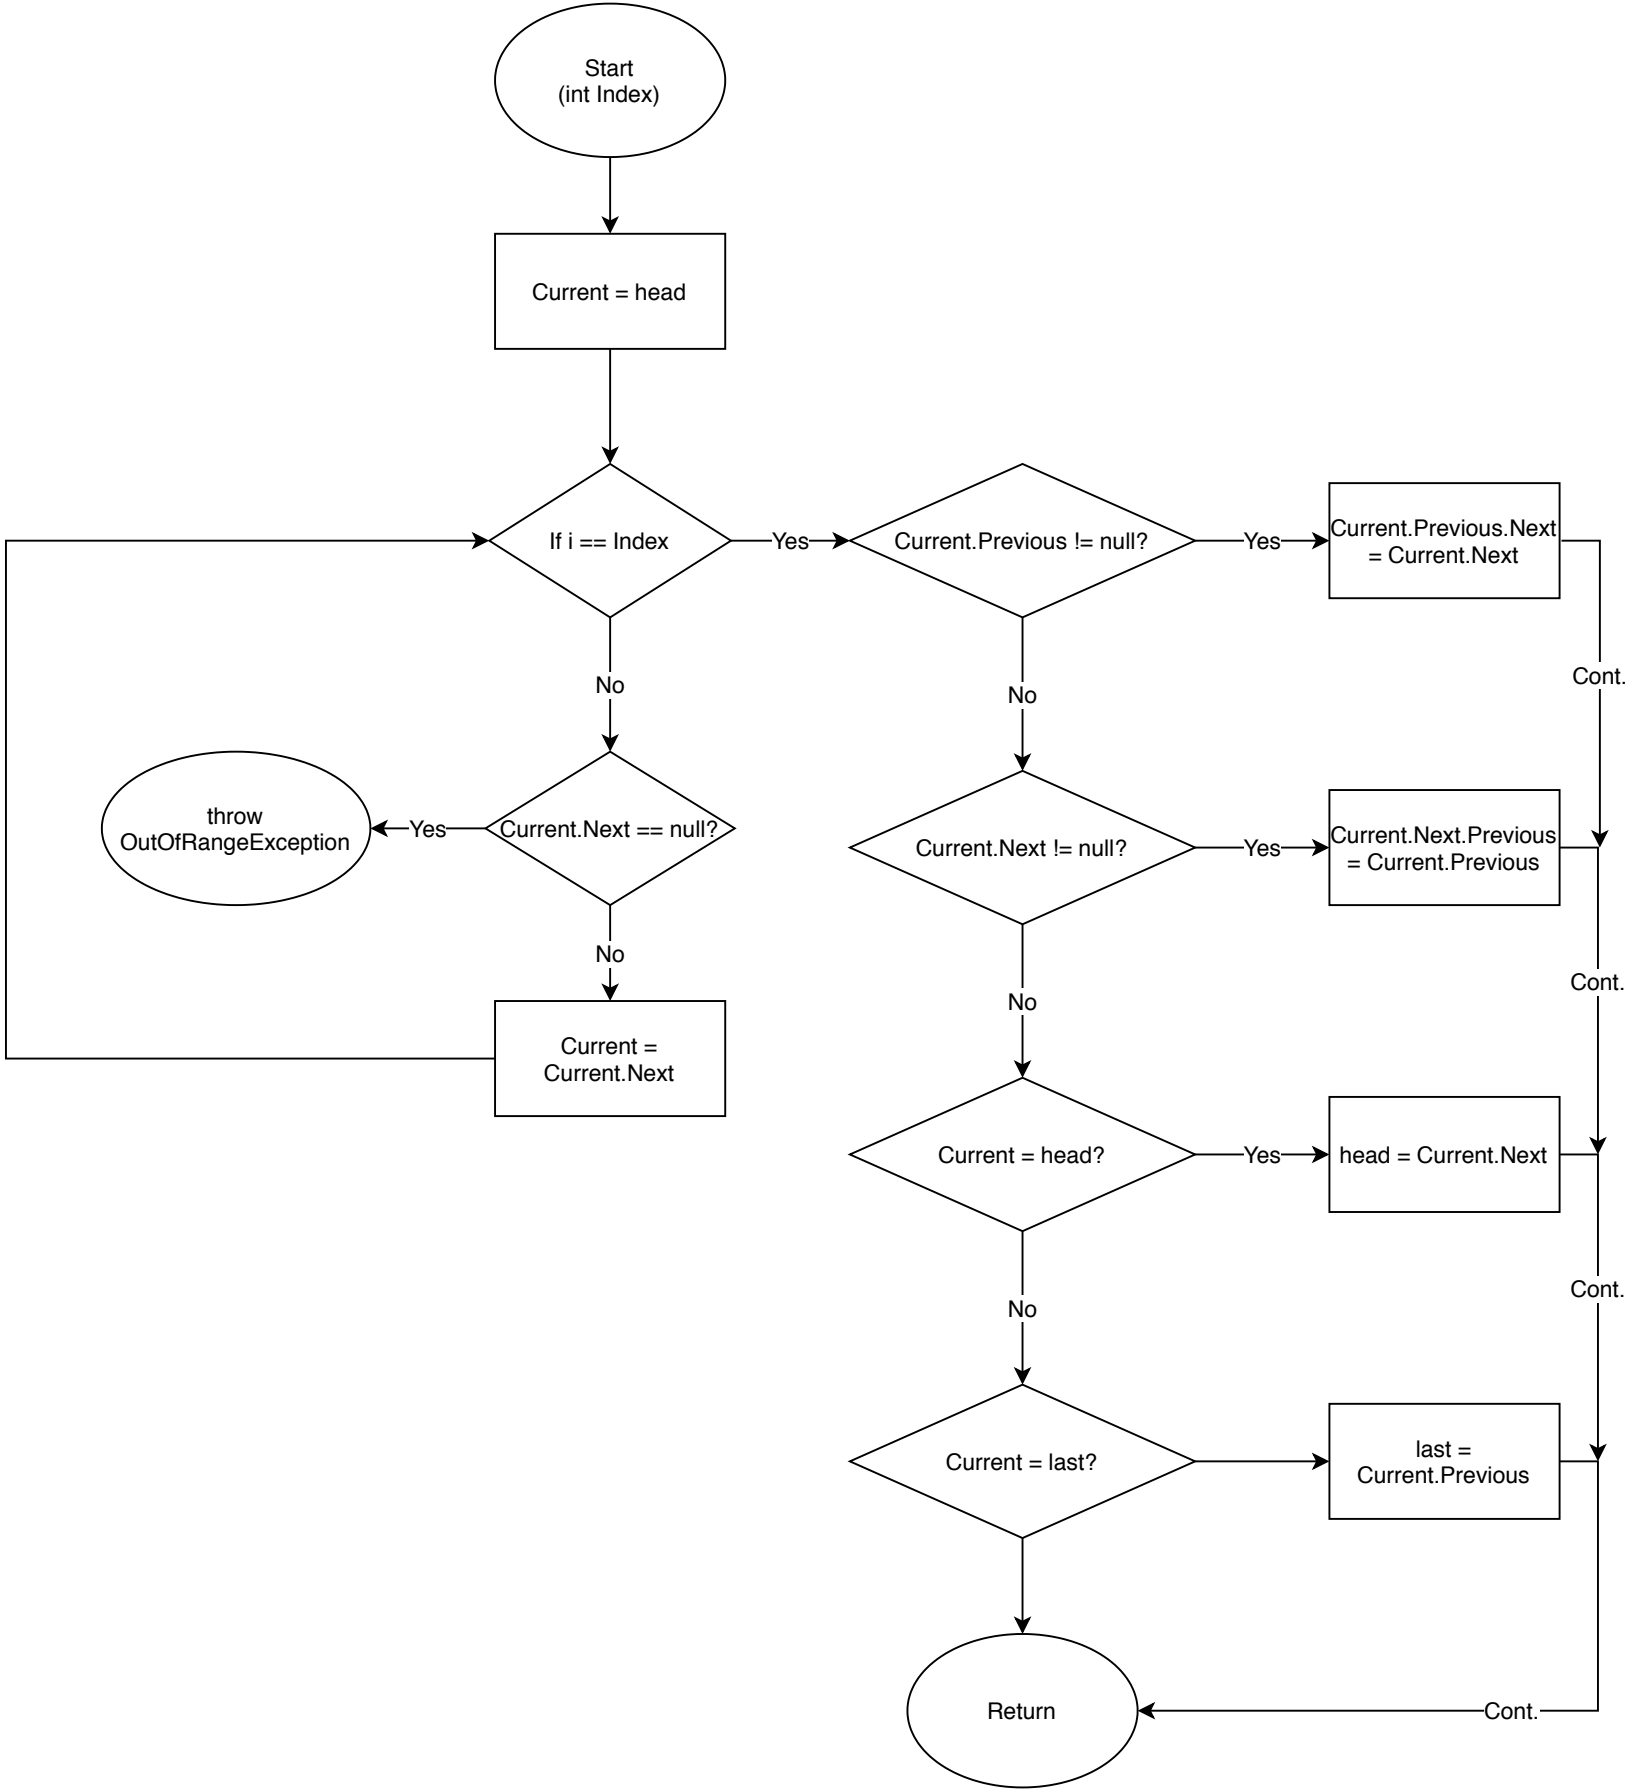 Start
(int Index)
Current = head
If i == Index
Yes
Current.Previous != null?
Yes
Current.Previous.Next
= Current.Next
Cont.
No
No
throw
OutOfRangeException
Yes
Current.Next == null?
Current.Next != null?
Yes
Current.Next.Previous
= Current.Previous
No
Cont.
No
Current =
Current.Next
Current = head?
Yes
head = Current.Next
Cont.
No
Current = last?
last =
Current.Previous
Return
Cont.